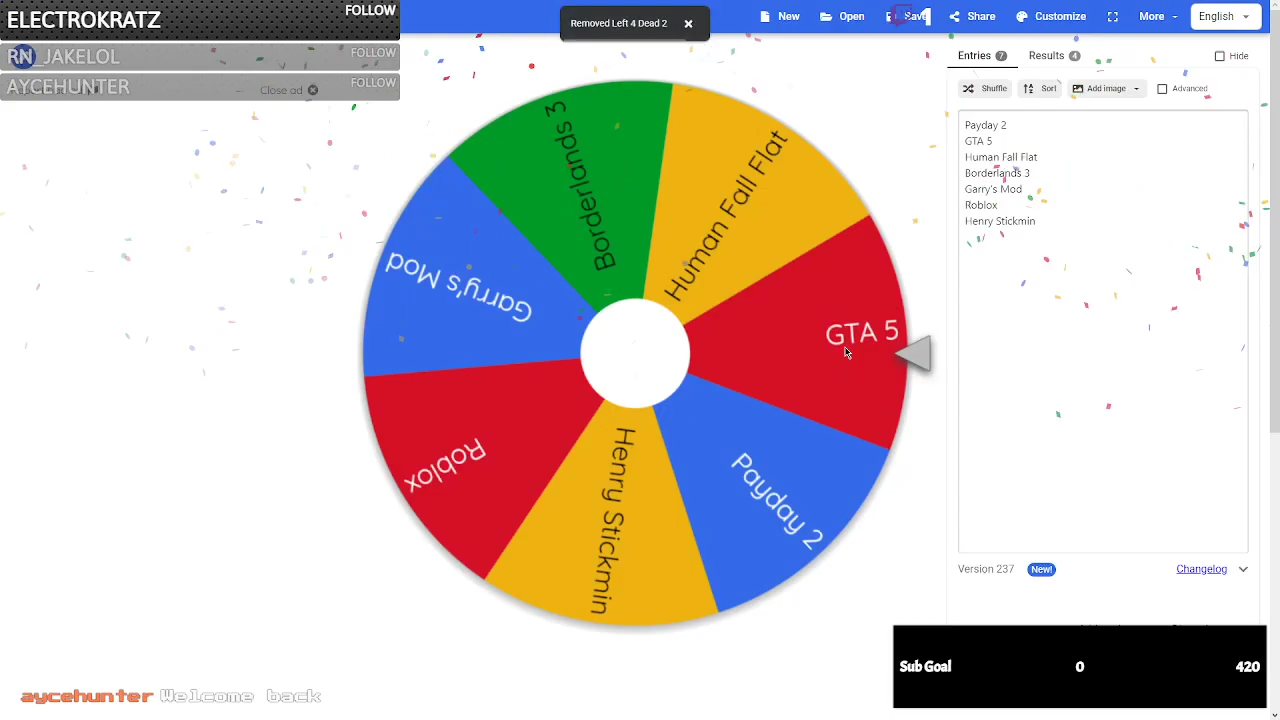 ELECTROKRATZ
FOLLOW
RN_JAKELOL
FOLLOW
AYCEHUNTER
FOLLOW
Close ad
Removed Left 4 Dead 2
New
Open
Save
Share
Customize
More
English
Entries 7
Results 4
Hide
Shuffle
Sort
Add image
Advanced
Payday 2
GTA 5
Human Fall Flat
Borderlands 3
Garry's Mod
Roblox
Henry Stickmin
Borderlands 3
Human Fall Flat
Garry's Mod
GTA 5
Roblox
Henry Stickmin
Payday 2
Version 237
New!
Changelog
Sub Goal
0
420
aycehunter Welcome back